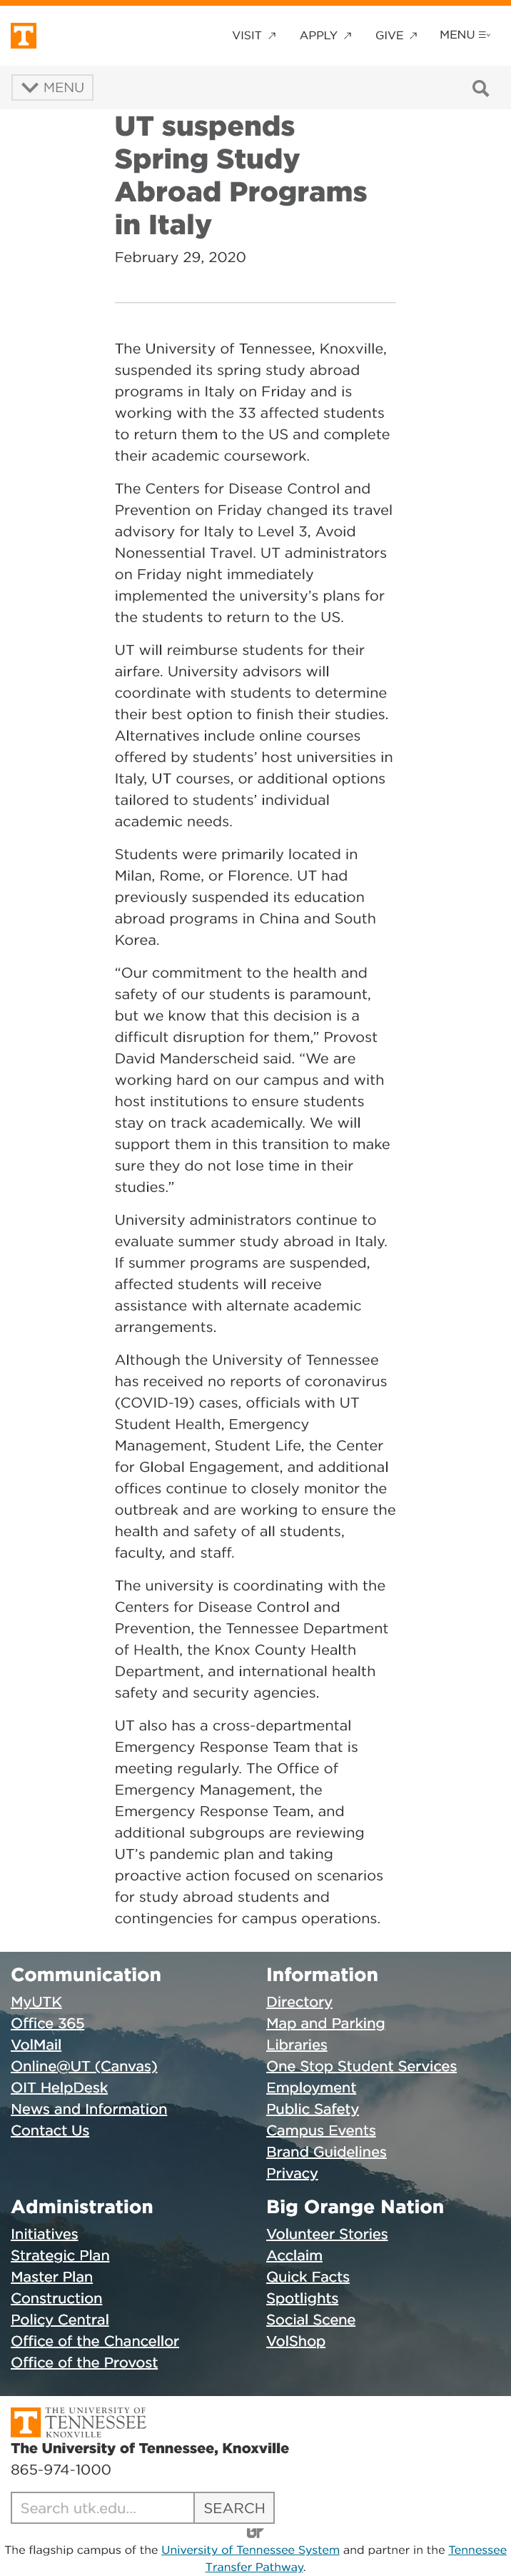 VISIT ↗ APPLY ↗ GIVE ↗ MENU
MENU
UT suspends
Spring Study
Abroad Programs
in Italy
February 29, 2020
The University of Tennessee, Knoxville,
suspended its spring study abroad
programs in Italy on Friday and is
working with the 33 affected students
to return them to the US and complete
their academic coursework.
The Centers for Disease Control and
Prevention on Friday changed its travel
advisory for Italy to Level 3, Avoid
Nonessential Travel. UT administrators
on Friday night immediately
implemented the university’s plans for
the students to return to the US.
UT will reimburse students for their
airfare. University advisors will
coordinate with students to determine
their best option to finish their studies.
Alternatives include online courses
offered by students’ host universities in
Italy, UT courses, or additional options
tailored to students’ individual
academic needs.
Students were primarily located in
Milan, Rome, or Florence. UT had
previously suspended its education
abroad programs in China and South
Korea.
“Our commitment to the health and
safety of our students is paramount,
but we know that this decision is a
difficult disruption for them,” Provost
David Manderscheid said. “We are
working hard on our campus and with
host institutions to ensure students
stay on track academically. We will
support them in this transition to make
sure they do not lose time in their
studies.”
University administrators continue to
evaluate summer study abroad in Italy.
If summer programs are suspended,
affected students will receive
assistance with alternate academic
arrangements.
Although the University of Tennessee
has received no reports of coronavirus
(COVID-19) cases, officials with UT
Student Health, Emergency
Management, Student Life, the Center
for Global Engagement, and additional
offices continue to closely monitor the
outbreak and are working to ensure the
health and safety of all students,
faculty, and staff.
The university is coordinating with the
Centers for Disease Control and
Prevention, the Tennessee Department
of Health, the Knox County Health
Department, and international health
safety and security agencies.
UT also has a cross-departmental
Emergency Response Team that is
meeting regularly. The Office of
Emergency Management, the
Emergency Response Team, and
additional subgroups are reviewing
UT’s pandemic plan and taking
proactive action focused on scenarios
for study abroad students and
contingencies for campus operations.
Communication
MyUTK
Office 365
VolMail
Online@UT (Canvas)
OIT HelpDesk
News and Information
Contact Us
Information
Directory
Map and Parking
Libraries
One Stop Student Services
Employment
Public Safety
Campus Events
Brand Guidelines
Privacy
Administration
Initiatives
Strategic Plan
Master Plan
Construction
Policy Central
Office of the Chancellor
Office of the Provost
Big Orange Nation
Volunteer Stories
Acclaim
Quick Facts
Spotlights
Social Scene
VolShop
T THE UNIVERSITY OF
TENNESSEE
KNOXVILLE
The University of Tennessee, Knoxville
865-974-1000
Search utk.edu... SEARCH
UT
The flagship campus of the University of Tennessee System and partner in the Tennessee
Transfer Pathway.